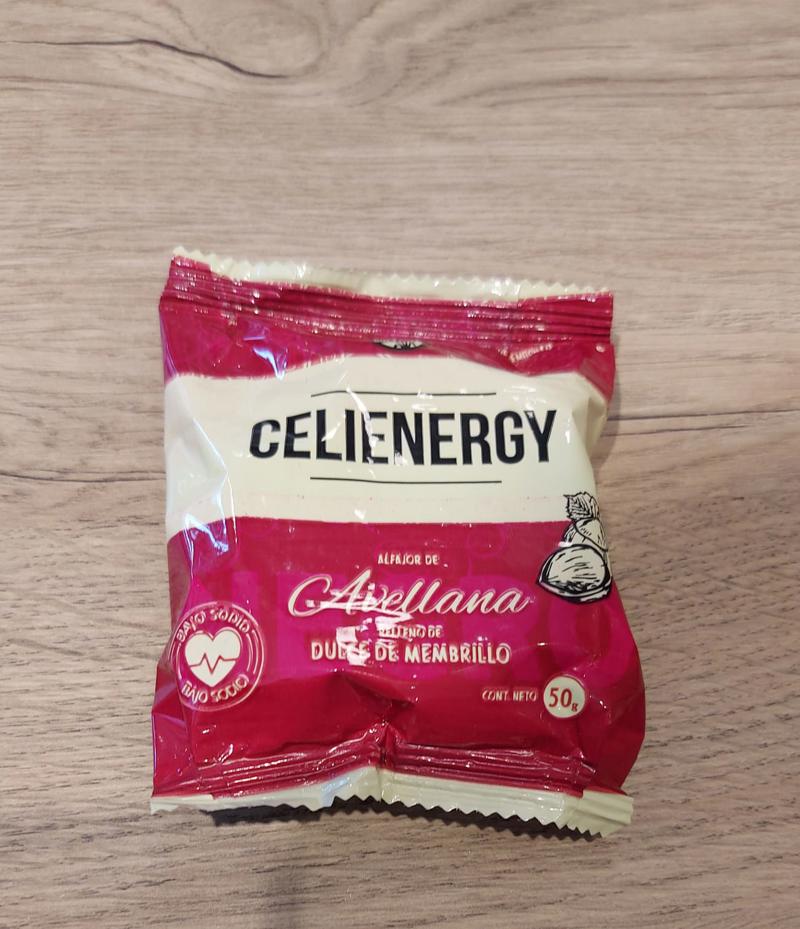 CELIENERGY
ALFAJOR DE
Avellana
RELLENO DE
DULCE DE MEMBRILLO
BAJO SODIO
BAJO SODIO
CONT. NETO 50g